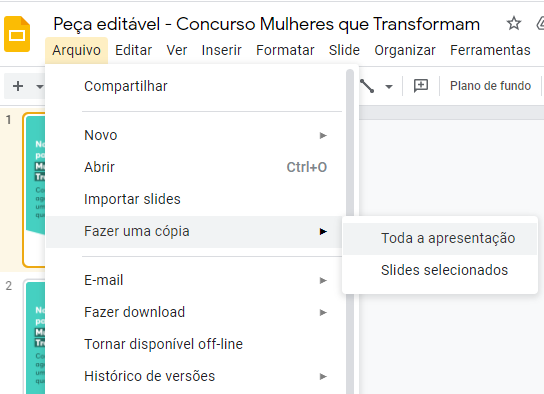 Peça editável - Concurso Mulheres que Transformam
Arquivo Editar Ver Inserir Formatar Slide Organizar Ferramentas
Plano de fundo
Compartilhar
Novo
Abrir Ctrl+O
Importar slides
Fazer uma cópia
Toda a apresentação
Slides selecionados
E-mail
Fazer download
Tornar disponível off-line
Histórico de versões
1
2